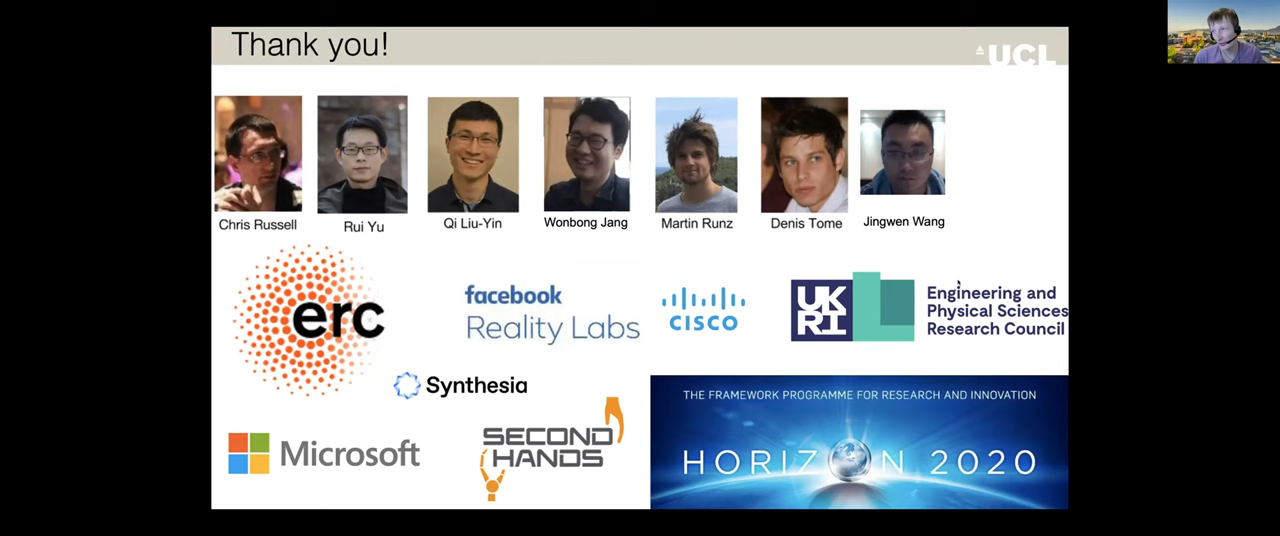 Thank you!
UCL
Chris Russell
Rui Yu
Qi Liu-Yin
Wonbong Jang
Martin Runz
Denis Tome
Jingwen Wang
erc
facebook
Reality Labs
CISCO
UK
RI
Engineering and
Physical Sciences
Research Council
Synthesia
Microsoft
SECOND
HANDS
THE FRAMEWORK PROGRAMME FOR RESEARCH AND INNOVATION
HORIZON 2020